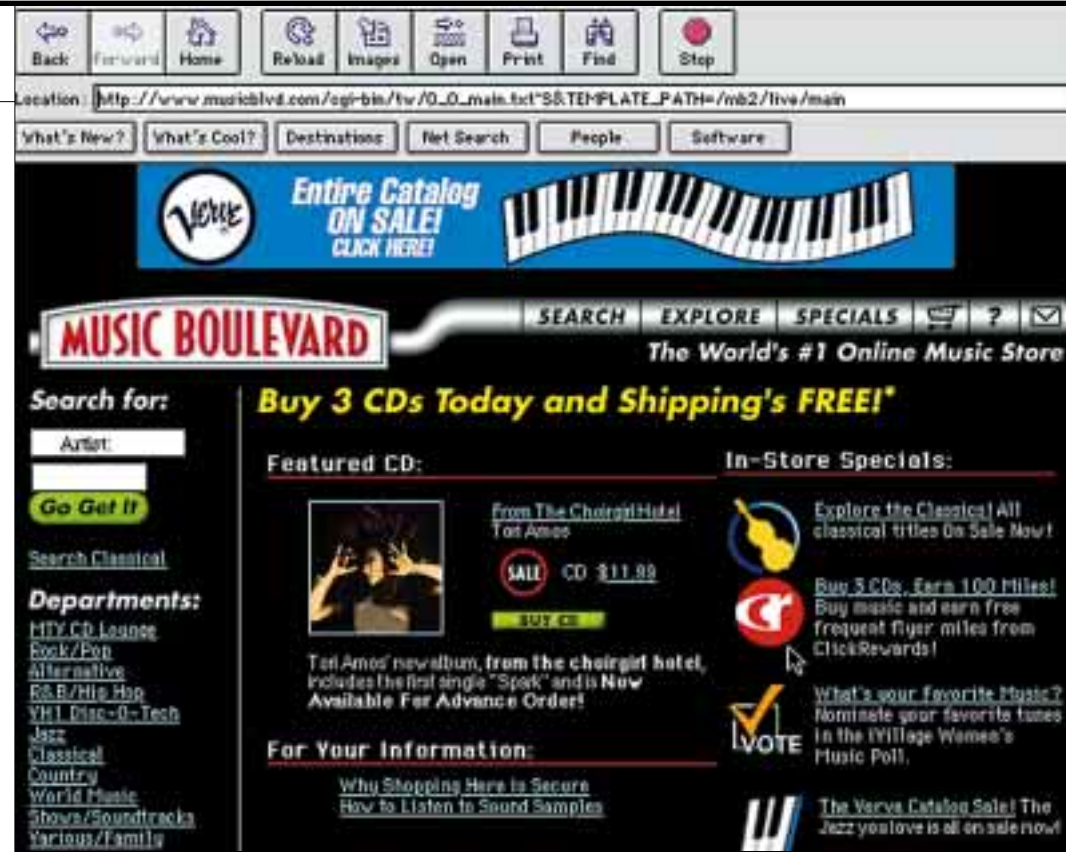 Back
Forward
Home
Reload
Images
Open
Print
Find
Stop
Location: http://www.musicblvd.com/cgi-bin/tw/0_0_main.txt^S&TEMPLATE_PATH=/mb2/live/main
What's New?
What's Cool?
Destinations
Net Search
People
Software
Verve
Entire Catalog
ON SALE!
CLICK HERE!
MUSIC BOULEVARD
SEARCH
EXPLORE
SPECIALS
?
The World's #1 Online Music Store
Search for:
Artist:
Go Get It
Search Classical
Departments:
MTV CD Lounge
Rock/Pop
Alternative
R&B/Hip Hop
VH1 Disc-O-Tech
Jazz
Classical
Country
World Music
Shows/Soundtracks
Various/Family
Buy 3 CDs Today and Shipping's FREE!*
Featured CD:
From The Choirgirl Hotel
Tori Amos
SALE
CD $11.99
BUY CD
Tori Amos' new album, from the choirgirl hotel,
includes the first single "Spark" and is Now
Available For Advance Order!
For Your Information:
Why Shopping Here Is Secure
How to Listen to Sound Samples
In-Store Specials:
Explore the Classics! All
classical titles On Sale Now!
Buy 3 CDs, Earn 100 Miles!
Buy music and earn free
frequent flyer miles from
ClickRewards!
What's your Favorite Music?
Nominate your favorite tunes
in the iVillage Women's
Music Poll.
VOTE
The Verve Catalog Sale! The
Jazz you love is all on sale now!